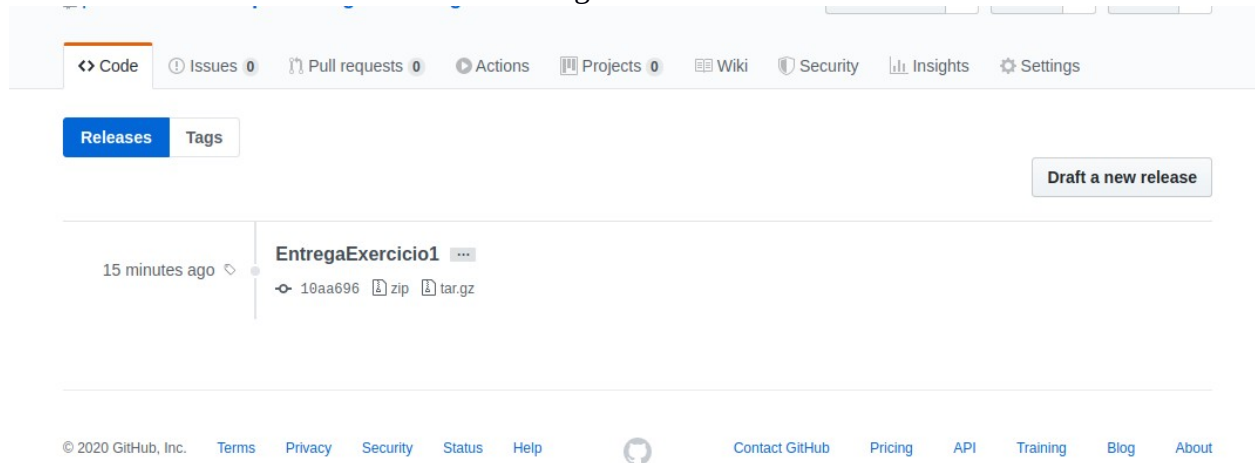 Code Issues 0 Pull requests 0 Actions Projects 0 Wiki Security Insights Settings
Releases Tags
Draft a new release
EntregaExercicio1 ...
15 minutes ago
10aa696 zip tar.gz
© 2020 GitHub, Inc. Terms Privacy Security Status Help Contact GitHub Pricing API Training Blog About